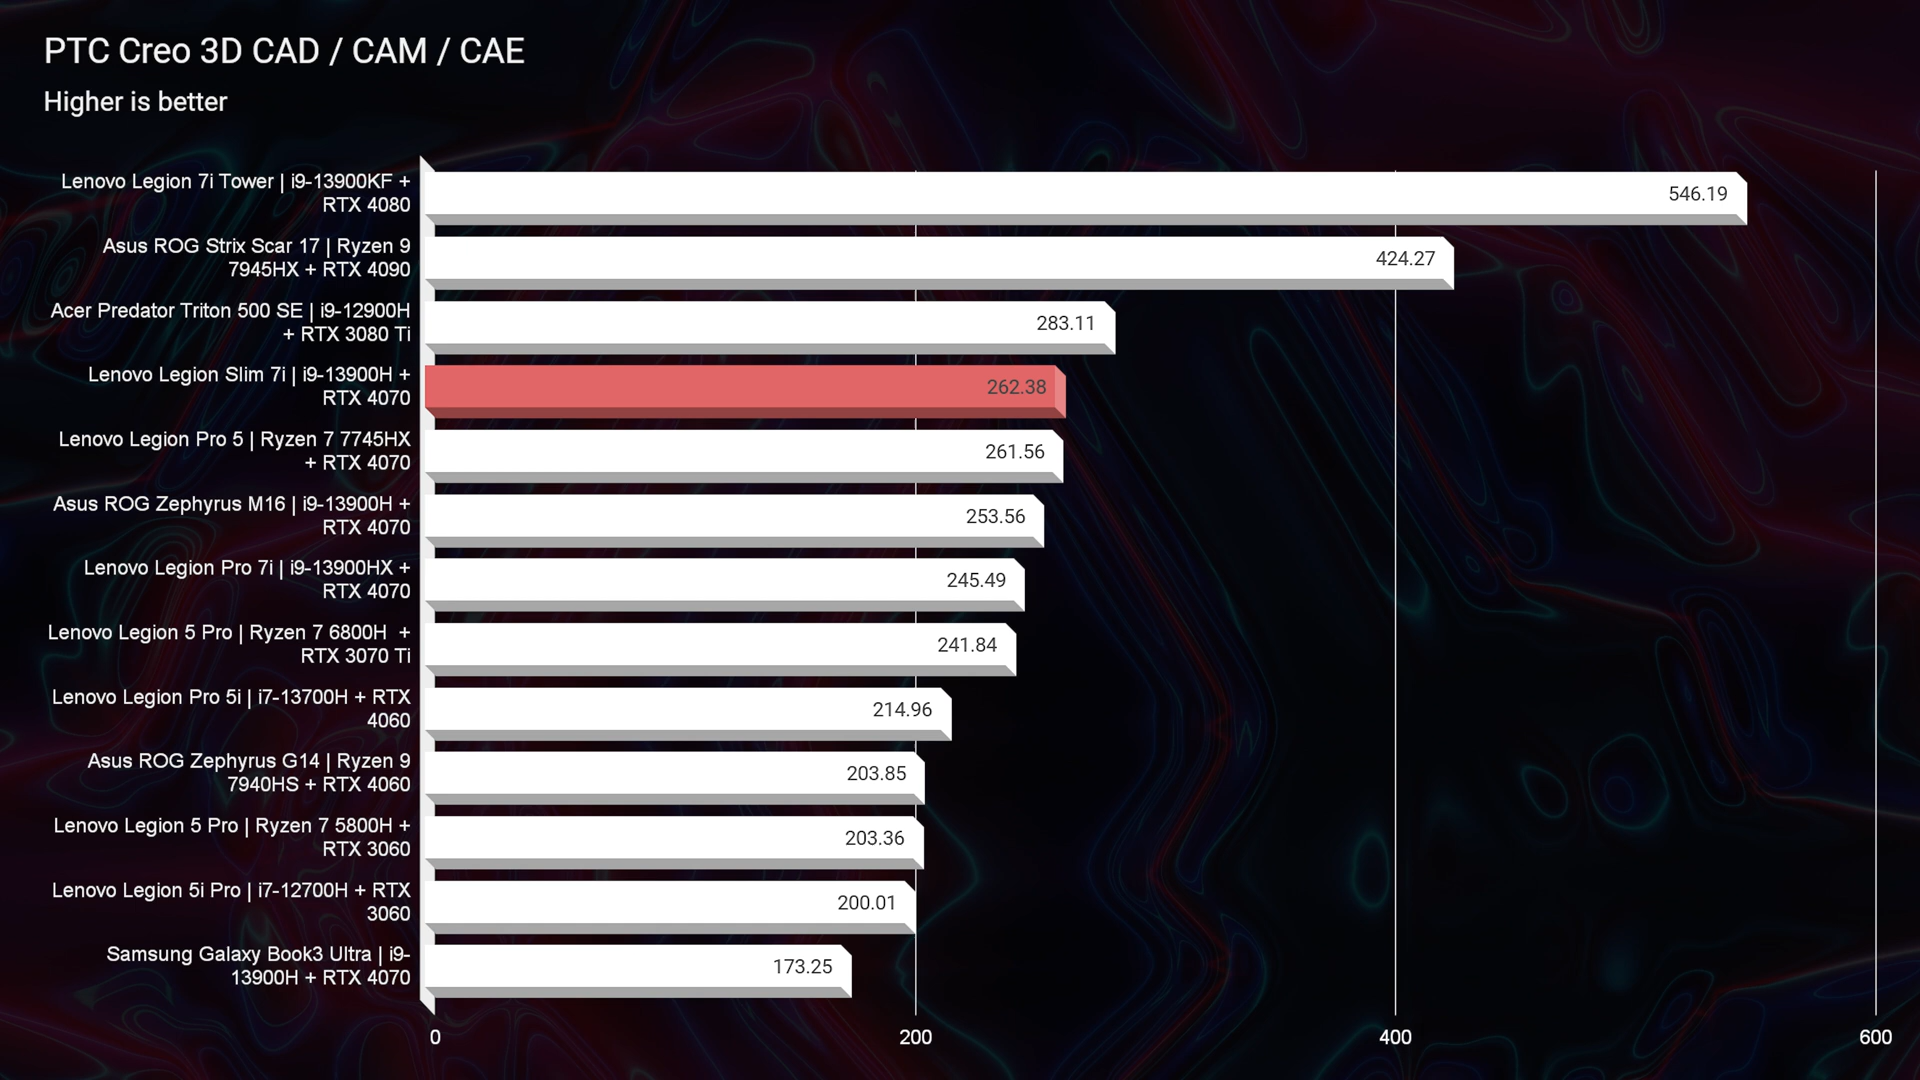 PTC Creo 3D CAD / CAM / CAE
Higher is better
Lenovo Legion 7i Tower | i9-13900KF +
RTX 4080
546.19
Asus ROG Strix Scar 17 | Ryzen 9
7945HX + RTX 4090
424.27
Acer Predator Triton 500 SE | i9-12900H
+ RTX 3080 Ti
283.11
Lenovo Legion Slim 7i | i9-13900H +
RTX 4070
262.38
Lenovo Legion Pro 5 | Ryzen 7 7745HX
+ RTX 4070
261.56
Asus ROG Zephyrus M16 | i9-13900H +
RTX 4070
253.56
Lenovo Legion Pro 7i | i9-13900HX +
RTX 4070
245.49
Lenovo Legion 5 Pro | Ryzen 7 6800H +
RTX 3070 Ti
241.84
Lenovo Legion Pro 5i | i7-13700H + RTX
4060
214.96
Asus ROG Zephyrus G14 | Ryzen 9
7940HS + RTX 4060
203.85
Lenovo Legion 5 Pro | Ryzen 7 5800H +
RTX 3060
203.36
Lenovo Legion 5i Pro | i7-12700H + RTX
3060
200.01
Samsung Galaxy Book3 Ultra | i9-
13900H + RTX 4070
173.25
0 200 400 600